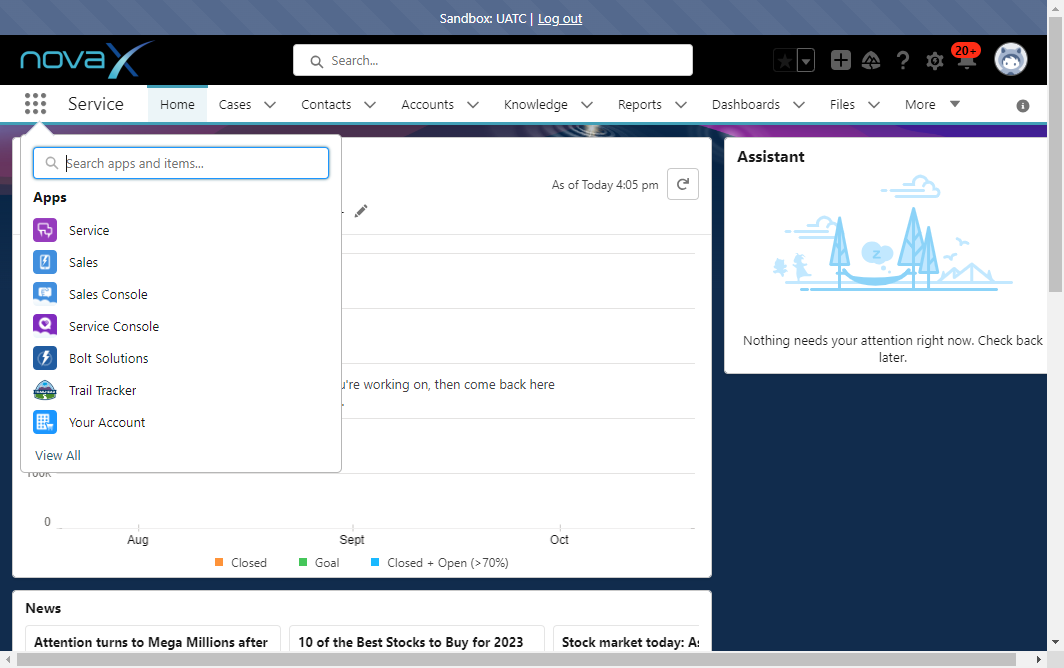 Sandbox: UATC | Log out
novaX
Search...
20+
Service
Home
Cases
Contacts
Accounts
Knowledge
Reports
Dashboards
Files
More
Search apps and items...
Apps
Service
Sales
Sales Console
Service Console
Bolt Solutions
Trail Tracker
Your Account
View All
As of Today 4:05 pm
're working on, then come back here
0
Aug
Sept
Oct
Closed
Goal
Closed + Open (>70%)
Assistant
z
Nothing needs your attention right now. Check back
later.
News
Attention turns to Mega Millions after
10 of the Best Stocks to Buy for 2023
Stock market today: As